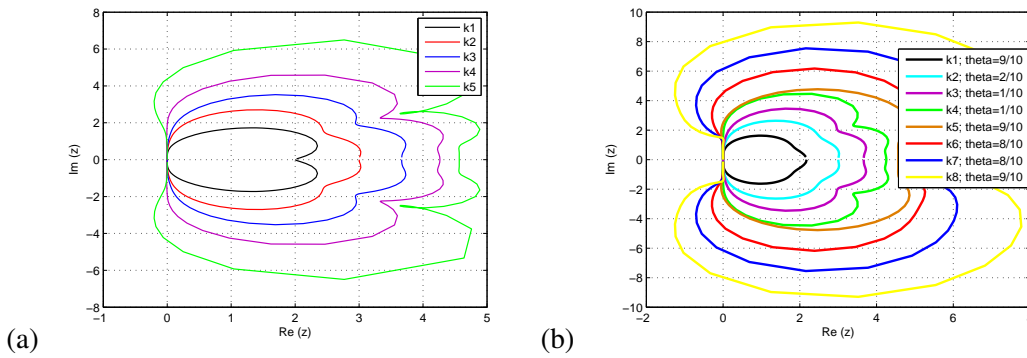 8
6
4
2
0
−2
−4
−6
−8
−1
0
1
2
3
4
5
Im (z)
Re (z)
k1
k2
k3
k4
k5
(a)
10
8
6
4
2
0
−2
−4
−6
−8
−10
−2
0
2
4
6
8
Im (z)
Re (z)
k1; theta=9/10
k2; theta=2/10
k3; theta=1/10
k4; theta=1/10
k5; theta=9/10
k6; theta=8/10
k7; theta=8/10
k8; theta=9/10
(b)